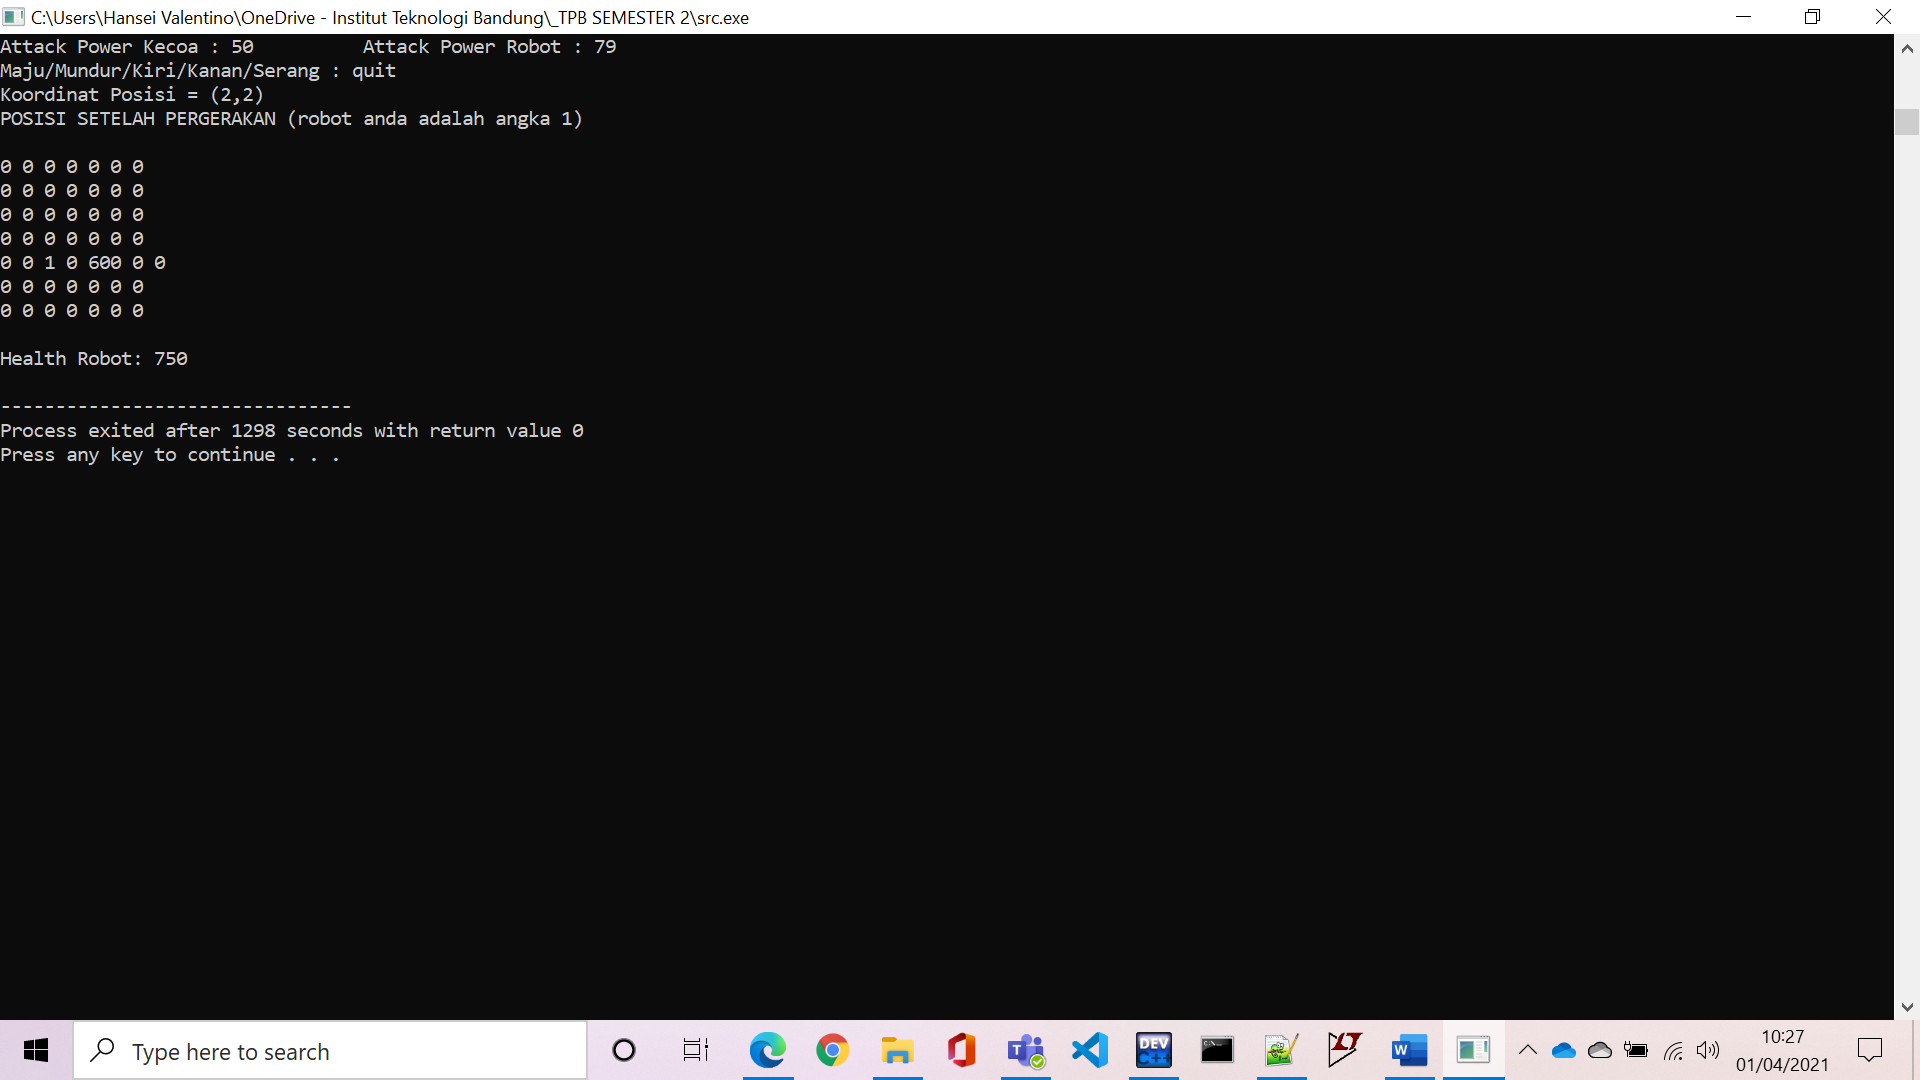 C:\Users\Hansei Valentino\OneDrive - Institut Teknologi Bandung\_TPB SEMESTER 2\src.exe
Attack Power Kecoa : 50          Attack Power Robot : 79
Maju/Mundur/Kiri/Kanan/Serang : quit
Koordinat Posisi = (2,2)
POSISI SETELAH PERGERAKAN (robot anda adalah angka 1)
0 0 0 0 0 0 0
0 0 0 0 0 0 0
0 0 0 0 0 0 0
0 0 0 0 0 0 0
0 0 1 0 600 0 0
0 0 0 0 0 0 0
0 0 0 0 0 0 0
Health Robot: 750
--------------------------------
Process exited after 1298 seconds with return value 0
Press any key to continue . . .
Type here to search
DEV
C++
C:\
W
10:27
01/04/2021